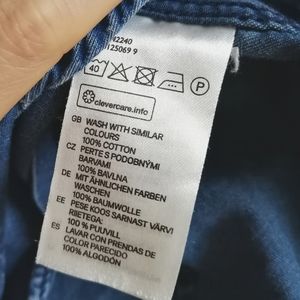 12240
125069 9
40
P
clevercare.info
GB WASH WITH SIMILAR
COLOURS
100% COTTON
CZ PERTE S PODOBNÝMI
BARVAMI
100% BAVLNA
DE MIT ÄHNLICHEN FARBEN
WASCHEN
100% BAUMWOLLE
EE PESE KOOS SARNAST VÄRVI
RIIETEGA:
100 % PUUVILL
ES LAVAR CON PRENDAS DE
COLOR PARECIDO
100% ALGODÓN